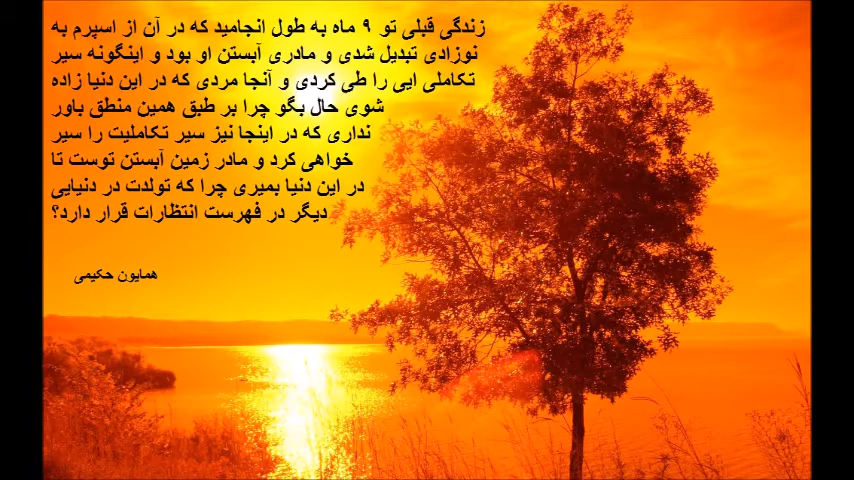 زندگی قبلی تو ۹ ماه به طول انجامید که در آن از اسپرم به
نوزادی تبدیل شدی و مادری آبستن او بود و اینگونه سیر
تکاملی ایی را طی کردی و آنجا مردی که در این دنیا زاده
شوی حال بگو چرا بر طبق همین منطق باور
نداری که در اینجا نیز سیر تکاملیت را سیر
خواهی کرد و مادر زمین آبستن توست تا
در این دنیا بمیری چرا که تولدت در دنیایی
دیگر در فهرست انتظارات قرار دارد؟
همایون حکیمی